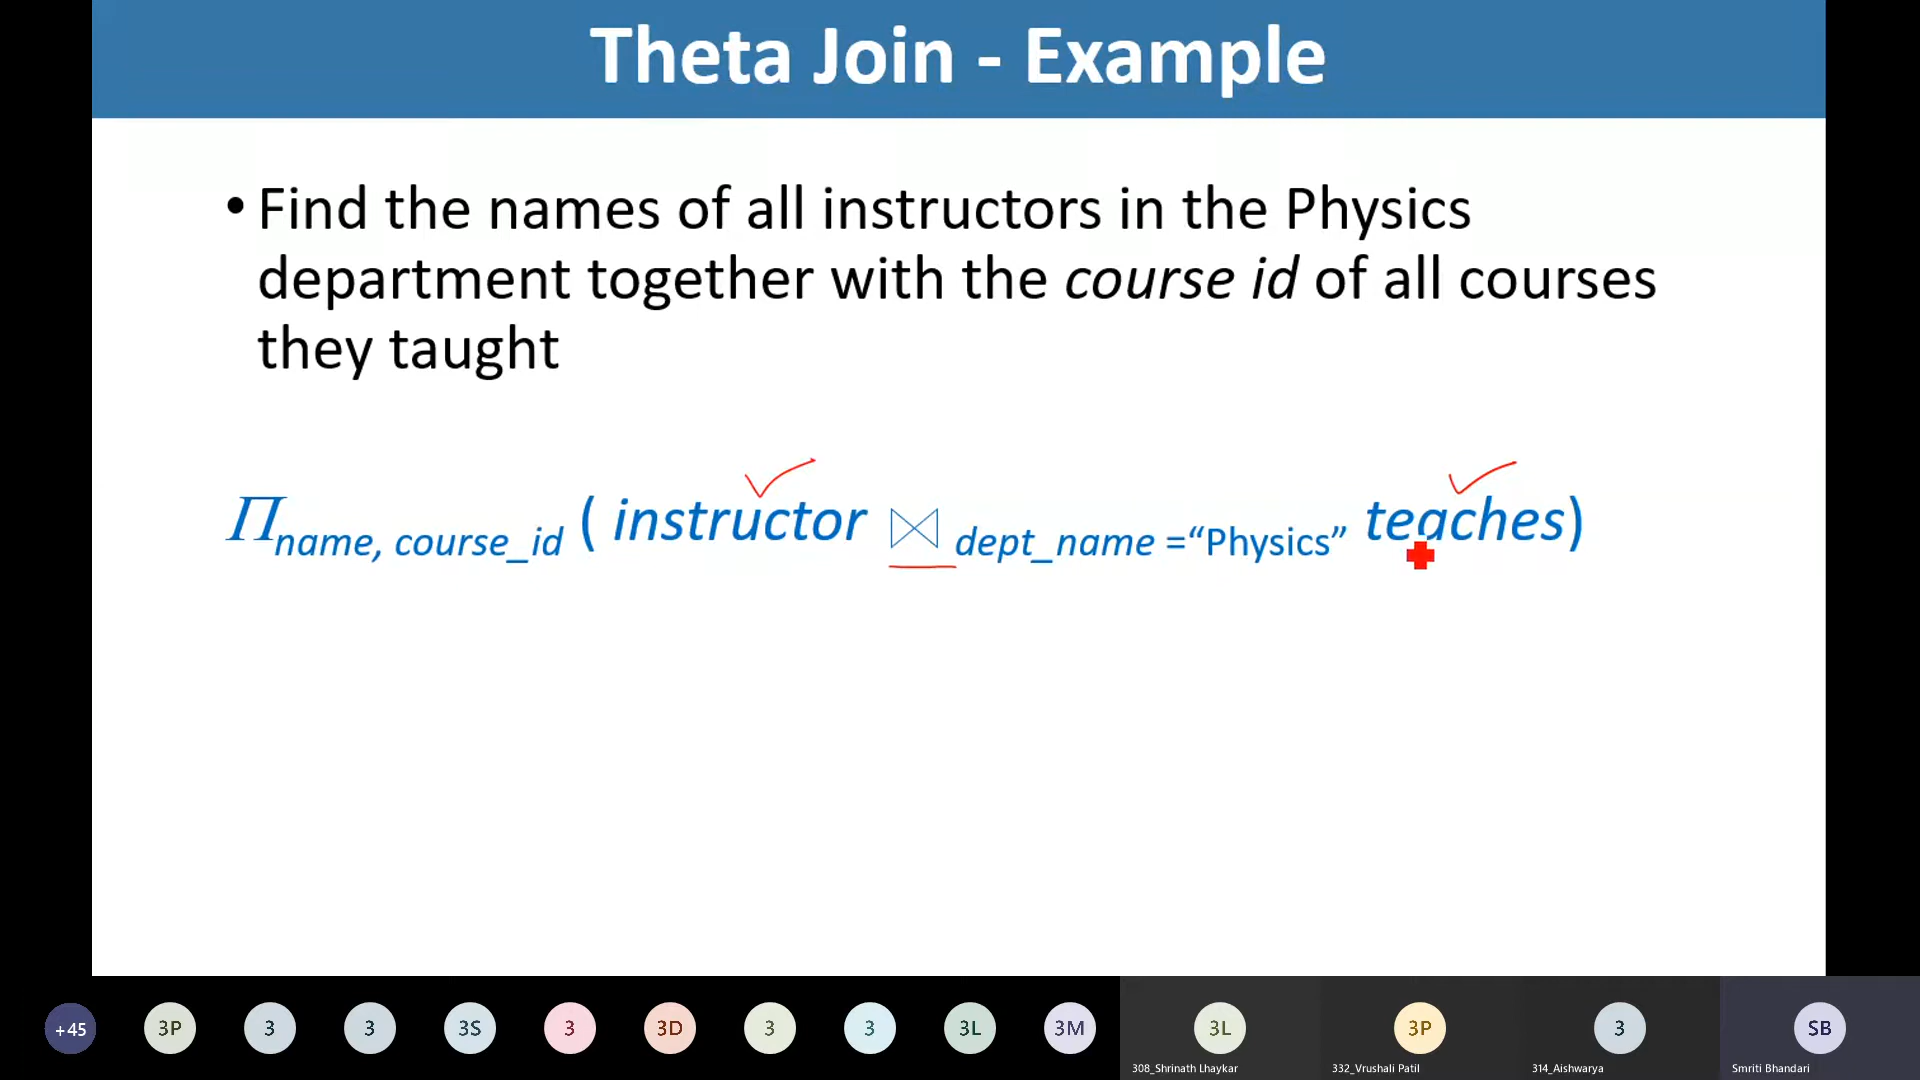 Theta Join - Example
• Find the names of all instructors in the Physics
department together with the course id of all courses
they taught
Π name, course_id ( instructor ⋈ dept_name =“Physics” teaches)
+45 3P 3 3 3S 3 3D 3 3 3L 3M 3L 3P 3 SB
308_Shrinath Lhaykar 332_Vrushali Patil 314_Aishwarya Smriti Bhandari